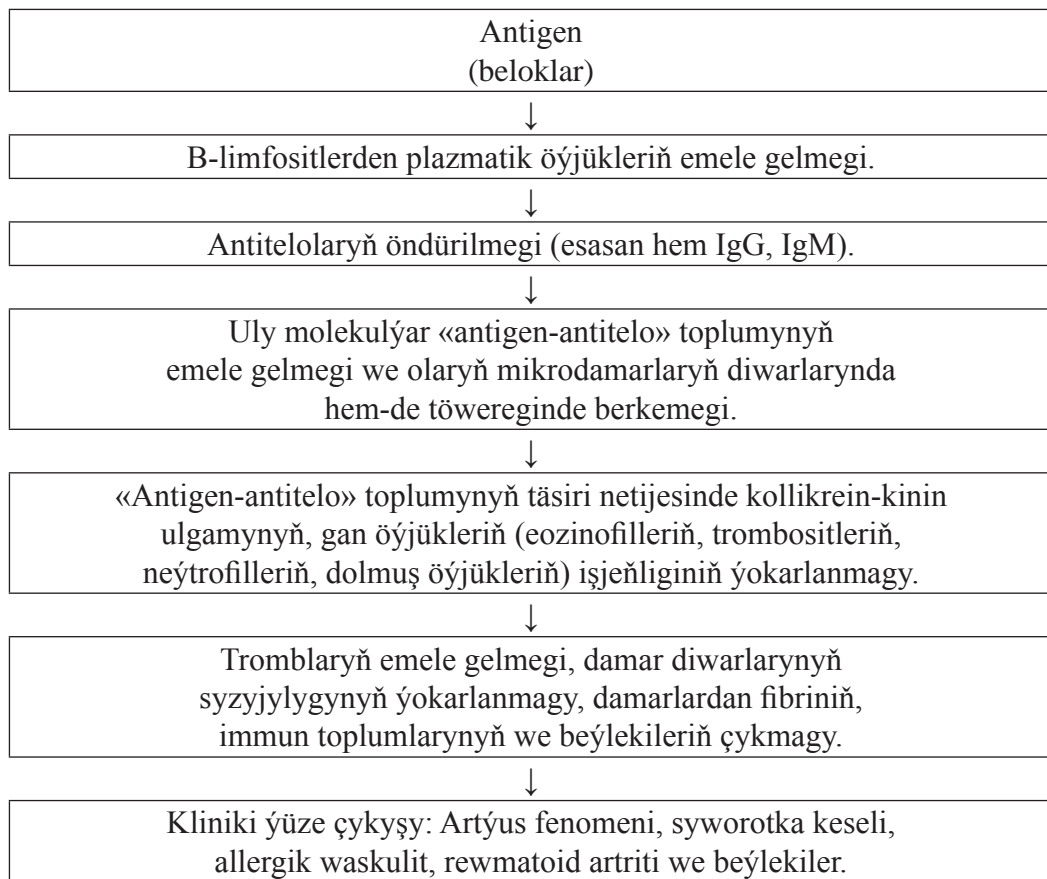 Antigen
(beloklar)
↓
B-limfositlerden plazmatik öýjükleriň emele gelmegi.
↓
Antitelolaryň öndürilmegi (esasan hem IgG, IgM).
↓
Uly molekulýar «antigen-antitelo» toplumynyň
emele gelmegi we olaryň mikrodamarlaryň diwarlarynda
hem-de töwereginde berkemegi.
↓
«Antigen-antitelo» toplumynyň täsiri netijesinde kollikrein-kinin
ulgamynyň, gan öýjükleriň (eozinofilleriň, trombositleriň,
neýtrofilleriň, dolmuş öýjükleriň) işjeňliginiň ýokarlanmagy.
↓
Tromblaryň emele gelmegi, damar diwarlarynyň
syzyjylygynyň ýokarlanmagy, damarlardan fibriniň,
immun toplumlarynyň we beýlekileriň çykmagy.
↓
Kliniki ýüze çykyşy: Artýus fenomeni, syworotka keseli,
allergik waskulit, rewmatoid artriti we beýlekiler.